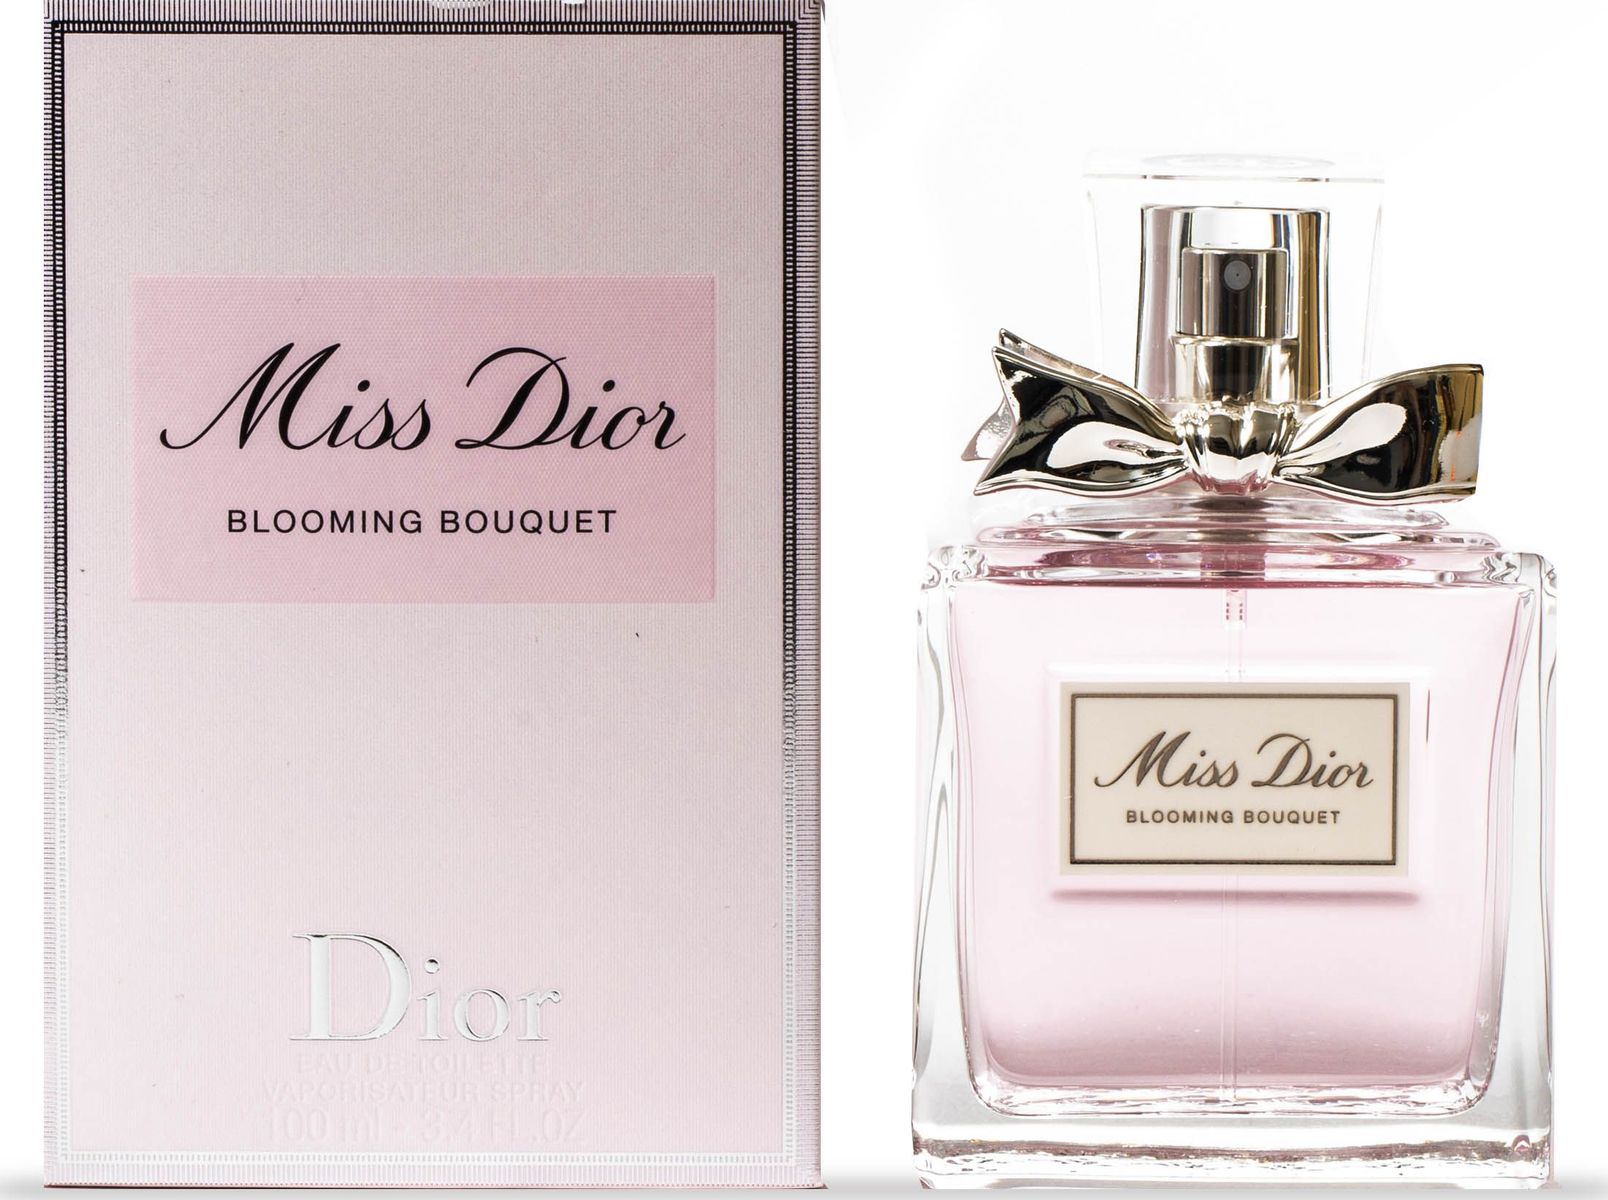 Miss Dior
BLOOMING BOUQUET
Dior
EAU DE TOILETTE
VAPORISATEUR SPRAY
100 ml - 3.4 FL.OZ
Miss Dior
BLOOMING BOUQUET